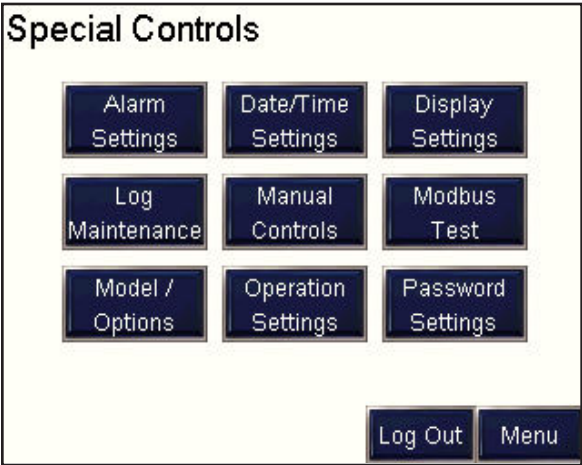 Special Controls
Alarm
Settings
Date/Time
Settings
Display
Settings
Log
Maintenance
Manual
Controls
Modbus
Test
Model /
Options
Operation
Settings
Password
Settings
Log Out
Menu